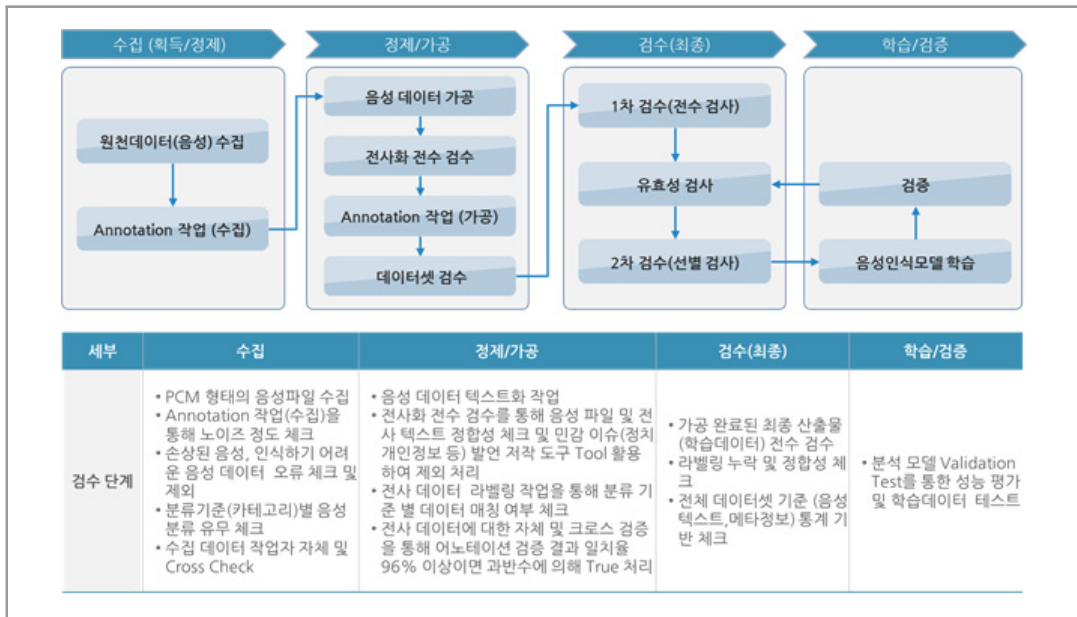 수집 (획득/정제)
정제/가공
검수(최종)
학습/검증
원천데이터(음성) 수집
Annotation 작업 (수집)
음성 데이터 가공
전사화 전수 검수
Annotation 작업 (가공)
데이터셋 검수
1차 검수(전수 검사)
유효성 검사
2차 검수(선별 검사)
검증
음성인식모델 학습
세부
수집
정제/가공
검수(최종)
학습/검증
검수 단계
• PCM 형태의 음성파일 수집
• Annotation 작업(수집)을
통해 노이즈 정도 체크
• 손상된 음성, 인식하기 어려
운 음성 데이터 오류 체크 및
제외
• 분류기준(카테고리)별 음성
분류 유무 체크
• 수집 데이터 작업자 자체 및
Cross Check
• 음성 데이터 텍스트화 작업
• 전사화 전수 검수를 통해 음성 파일 및 전
사 텍스트 정합성 체크 및 민감 이슈(정치
개인정보 등) 발언 저작 도구 Tool 활용
하여 제외 처리
• 전사 데이터 라벨링 작업을 통해 분류 기
준 별 데이터 매칭 여부 체크
• 전사 데이터에 대한 자체 및 크로스 검증
을 통해 어노테이션 검증 결과 일치율
96% 이상이면 과반수에 의해 True 처리
• 가공 완료된 최종 산출물
(학습데이터) 전수 검수
• 라벨링 누락 및 정합성 체
크
• 전체 데이터셋 기준 (음성
텍스트,메타정보) 통계 기
반 체크
• 분석 모델 Validation
Test를 통한 성능 평가
및 학습데이터 테스트